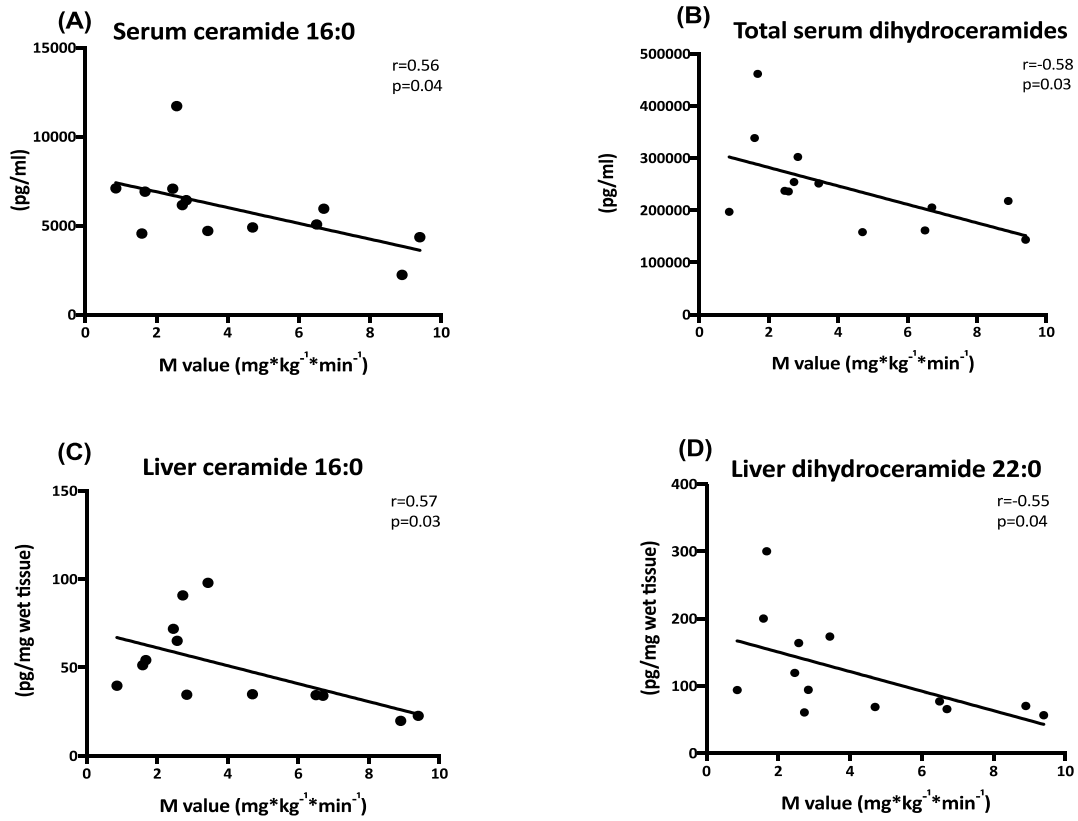 (A)
Serum ceramide 16:0
r=0.56
p=0.04
15000
10000
5000
0
(pg/ml)
0 2 4 6 8 10
M value (mg*kg⁻¹*min⁻¹)
(B)
Total serum dihydroceramides
r=-0.58
p=0.03
500000
400000
300000
200000
100000
0
(pg/ml)
0 2 4 6 8 10
M value (mg*kg⁻¹*min⁻¹)
(C)
Liver ceramide 16:0
r=0.57
p=0.03
150
100
50
0
(pg/mg wet tissue)
0 2 4 6 8 10
M value (mg*kg⁻¹*min⁻¹)
(D)
Liver dihydroceramide 22:0
r=-0.55
p=0.04
400
300
200
100
0
(pg/mg wet tissue)
0 2 4 6 8 10
M value (mg*kg⁻¹*min⁻¹)